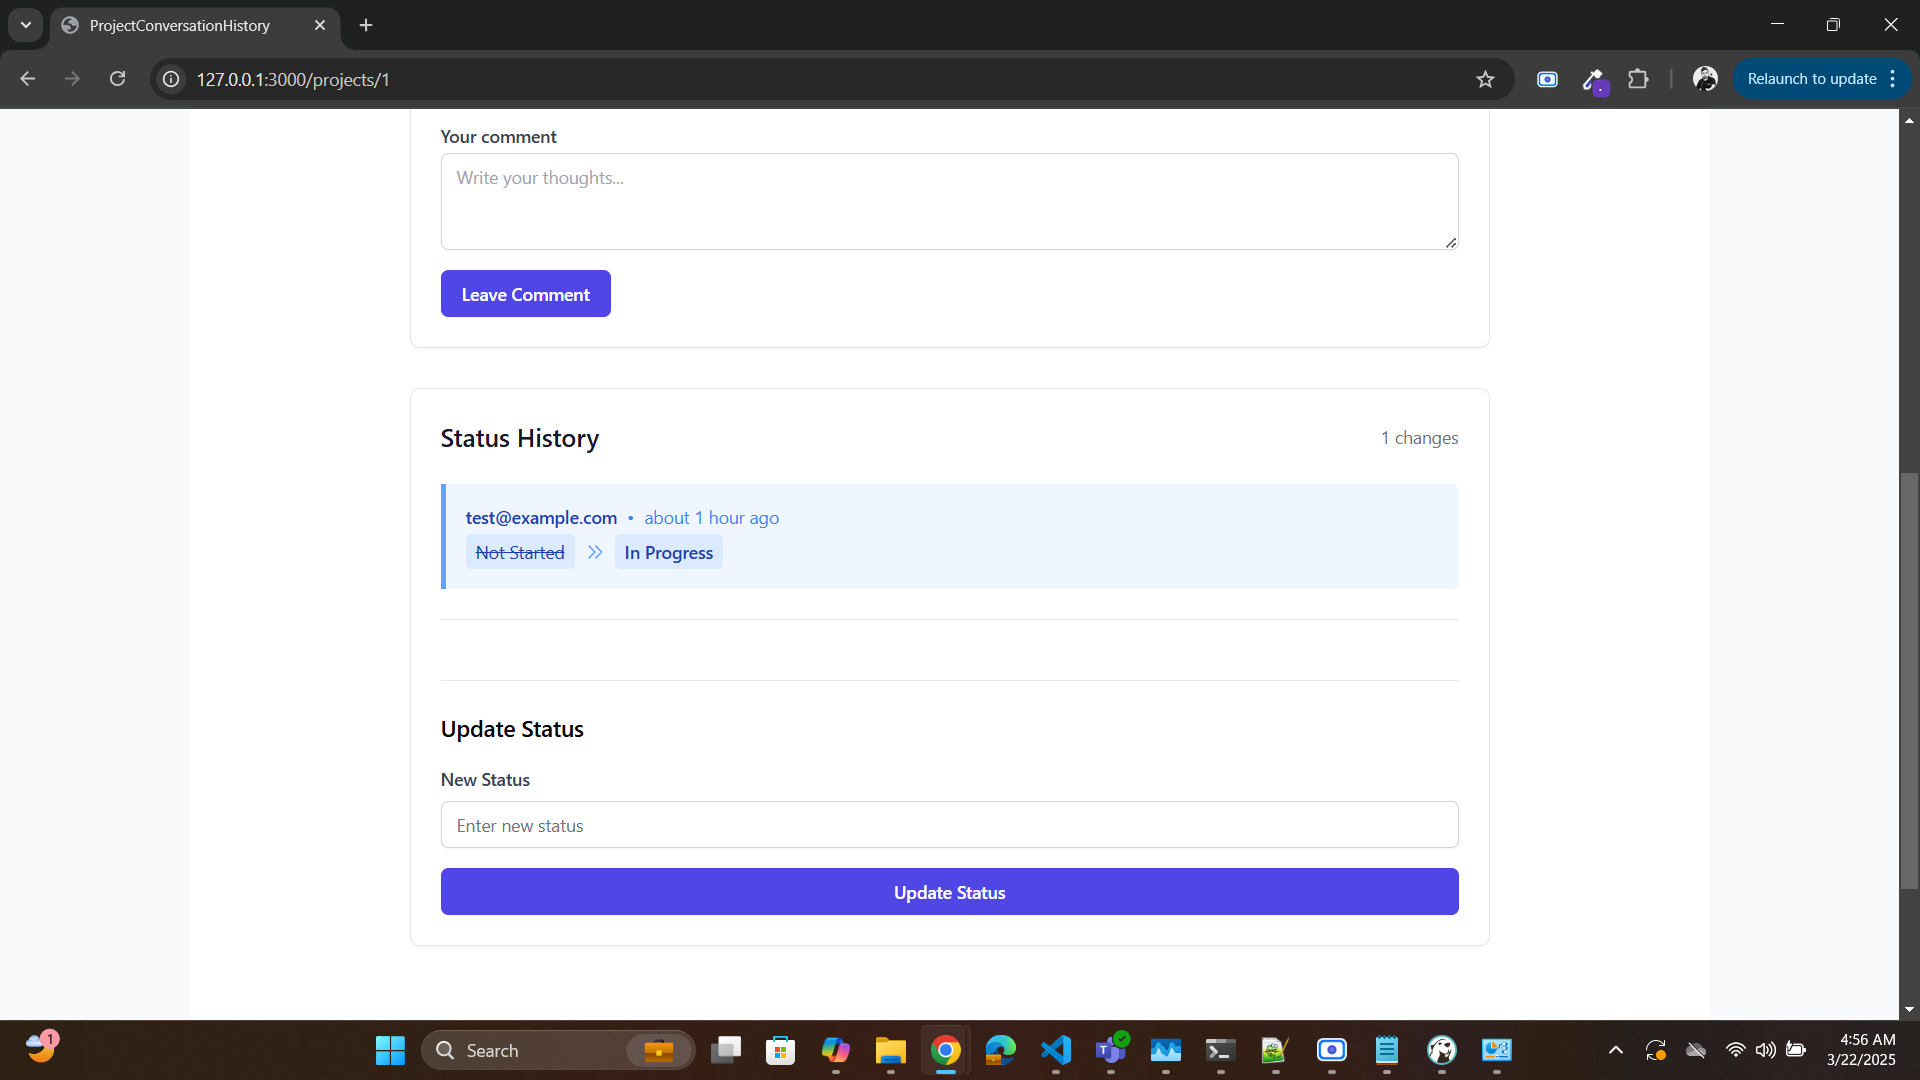 ProjectConversationHistory
127.0.0.1:3000/projects/1
Relaunch to update
Your comment
Write your thoughts...
Leave Comment
Status History
1 changes
test@example.com • about 1 hour ago
Not Started
In Progress
Update Status
New Status
Enter new status
Update Status
1
Search
4:56 AM
3/22/2025